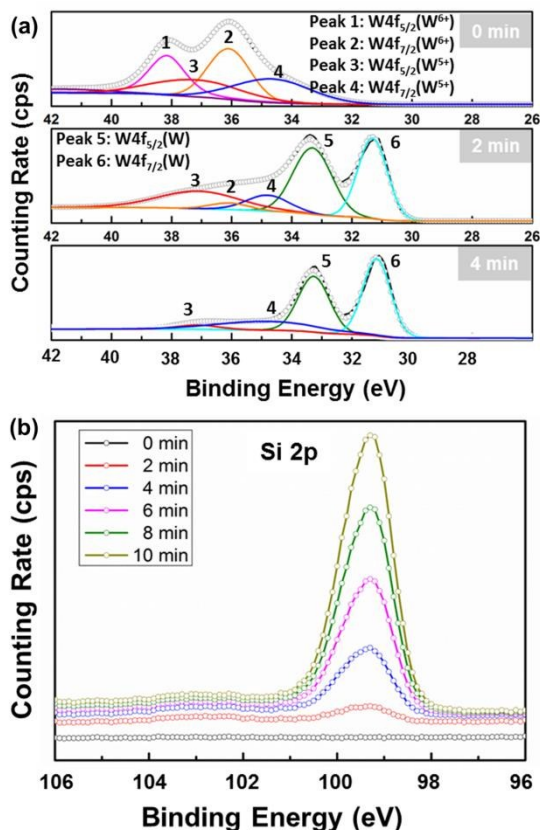 (a)
Counting Rate (cps)
1
2
3
4
Peak 1: W4f5/2(W6+)
Peak 2: W4f7/2(W6+)
Peak 3: W4f5/2(W5+)
Peak 4: W4f7/2(W5+)
0 min
42 40 38 36 34 32 30 28 26
Peak 5: W4f5/2(W)
Peak 6: W4f7/2(W)
3
2
4
5
6
2 min
42 40 38 36 34 32 30 28 26
3
4
5
6
4 min
42 40 38 36 34 32 30 28 26
Binding Energy (eV)
(b)
Counting Rate (cps)
Si 2p
0 min
2 min
4 min
6 min
8 min
10 min
106 104 102 100 98 96
Binding Energy (eV)